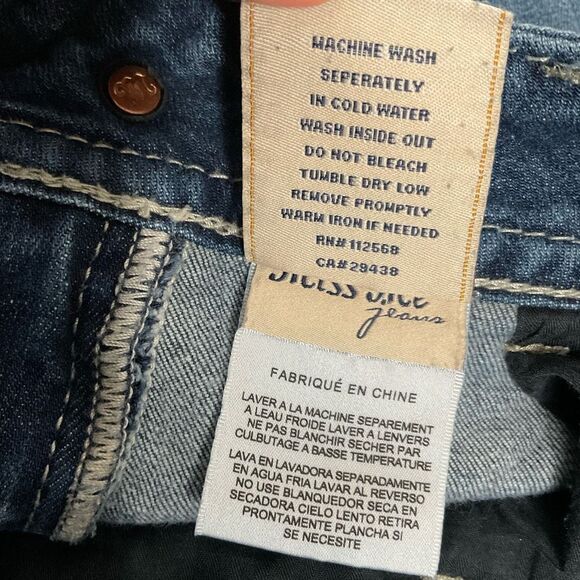 MACHINE WASH
SEPERATELY
IN COLD WATER
WASH INSIDE OUT
DO NOT BLEACH
TUMBLE DRY LOW
REMOVE PROMPTLY
WARM IRON IF NEEDED
RN# 112568
CA# 29438
Jeans
FABRIQUÉ EN CHINE
LAVER A LA MACHINE SEPAREMENT
A LEAU FROIDE LAVER A LENVERS
NE PAS BLANCHIR SECHER PAR
CULBUTAGE A BASSE TEMPERATURE
LAVA EN LAVADORA SEPARADAMENTE
EN AGUA FRIA LAVAR AL REVERSO
NO USE BLANQUEDOR SECA EN
SECADORA CIELO LENTO RETIRA
PRONTAMENTE PLANCHA SI
SE NECESITE